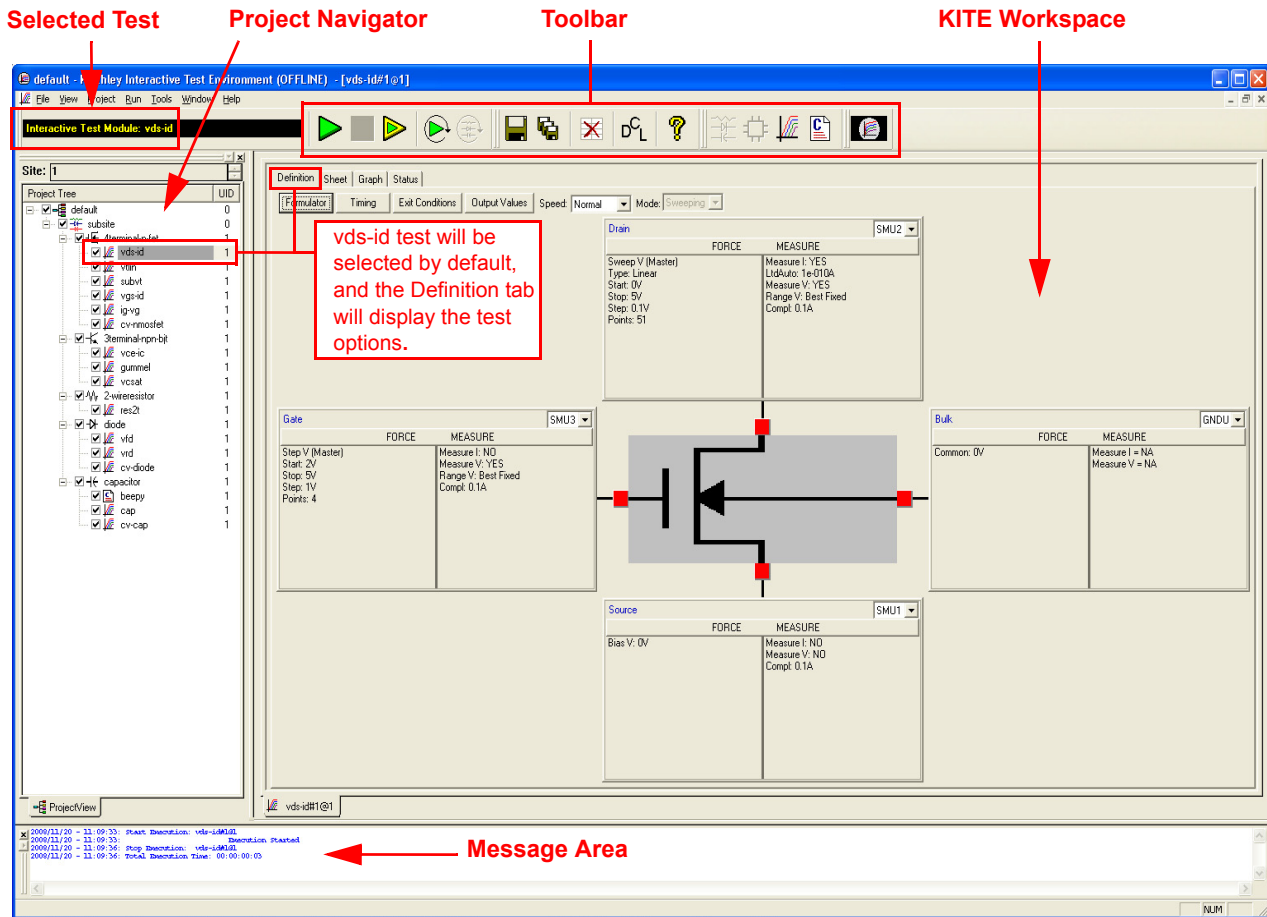 Selected Test
Project Navigator
Toolbar
KITE Workspace
default - K hley Interactive Test Environment (OFFLINE) - [vds-id#1@1]
File View Project Run Tools Window Help
Interactive Test Module: vds-id
Site: 1
Project Tree UID
default 0
subsite 0
4terminal-n-fet 1
vds-id 1
vtlin 1
subvt 1
vgs-id 1
ig-vg 1
cv-nmosfet 1
3terminal-npn-bjt 1
vce-ic 1
gummel 1
vcsat 1
2-wireresistor 1
res2t 1
diode 1
vfd 1
vrd 1
cv-diode 1
capacitor 1
beepy 1
cap 1
cv-cap 1
ProjectView
Definition Sheet Graph Status
Formulator Timing Exit Conditions Output Values Speed: Normal Mode: Sweeping
vds-id test will be
selected by default,
and the Definition tab
will display the test
options.
Drain SMU2
FORCE MEASURE
Sweep V (Master)
Type: Linear
Start: 0V
Stop: 5V
Step: 0.1V
Points: 51
Measure I: YES
LtdAuto: 1e-010A
Measure V: YES
Range V: Best Fixed
Compl: 0.1A
Gate SMU3
FORCE MEASURE
Step V (Master)
Start: 2V
Stop: 5V
Step: 1V
Points: 4
Measure I: NO
Measure V: YES
Range V: Best Fixed
Compl: 0.1A
Bulk GNDU
FORCE MEASURE
Common: 0V
Measure I = NA
Measure V = NA
Source SMU1
FORCE MEASURE
Bias V: 0V
Measure I: NO
Measure V: NO
Compl: 0.1A
vds-id#1@1
2008/11/20 - 11:09:33: Start Execution: vds-id#1@1
2008/11/20 - 11:09:33: Execution Started
2008/11/20 - 11:09:36: Stop Execution: vds-id#1@1
2008/11/20 - 11:09:36: Total Execution Time: 00:00:00:03
Message Area
NUM